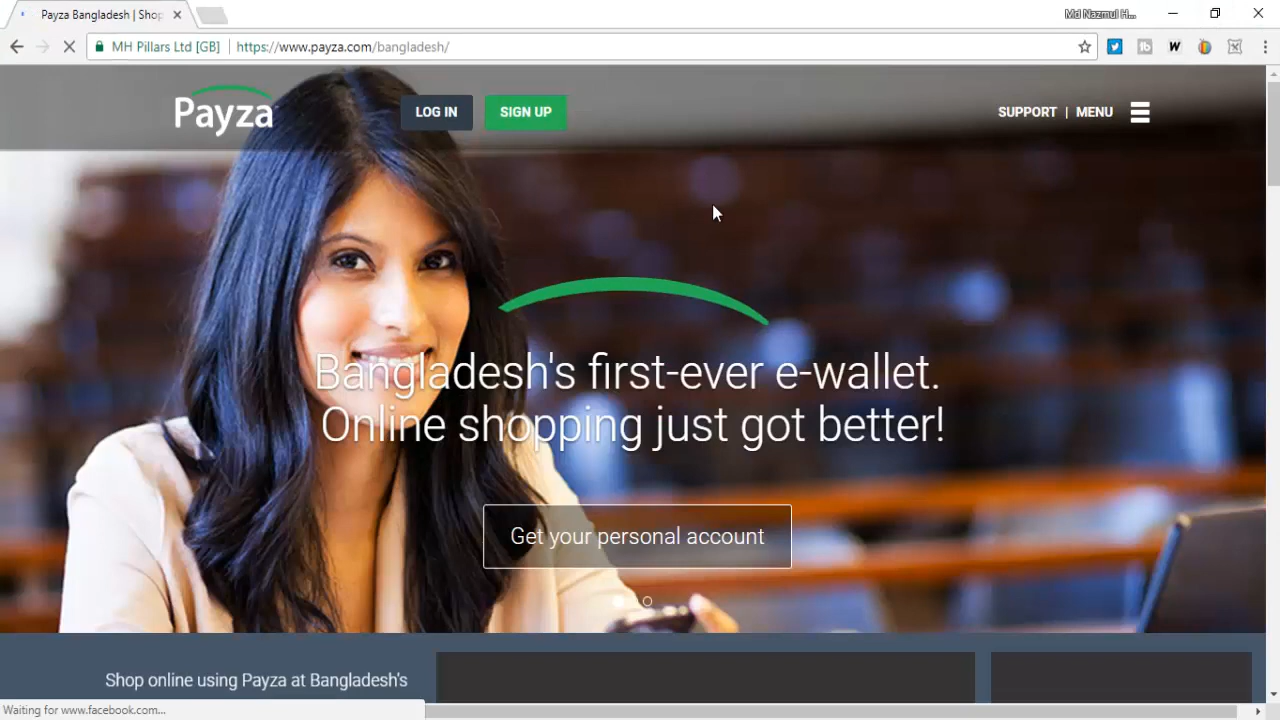 Payza Bangladesh | Shop
Md Nazmul H...
MH Pillars Ltd [GB]
https://www.payza.com/bangladesh/
Payza
LOG IN
SIGN UP
SUPPORT | MENU
Bangladesh's first-ever e-wallet.
Online shopping just got better!
Get your personal account
Shop online using Payza at Bangladesh's
Waiting for www.facebook.com...